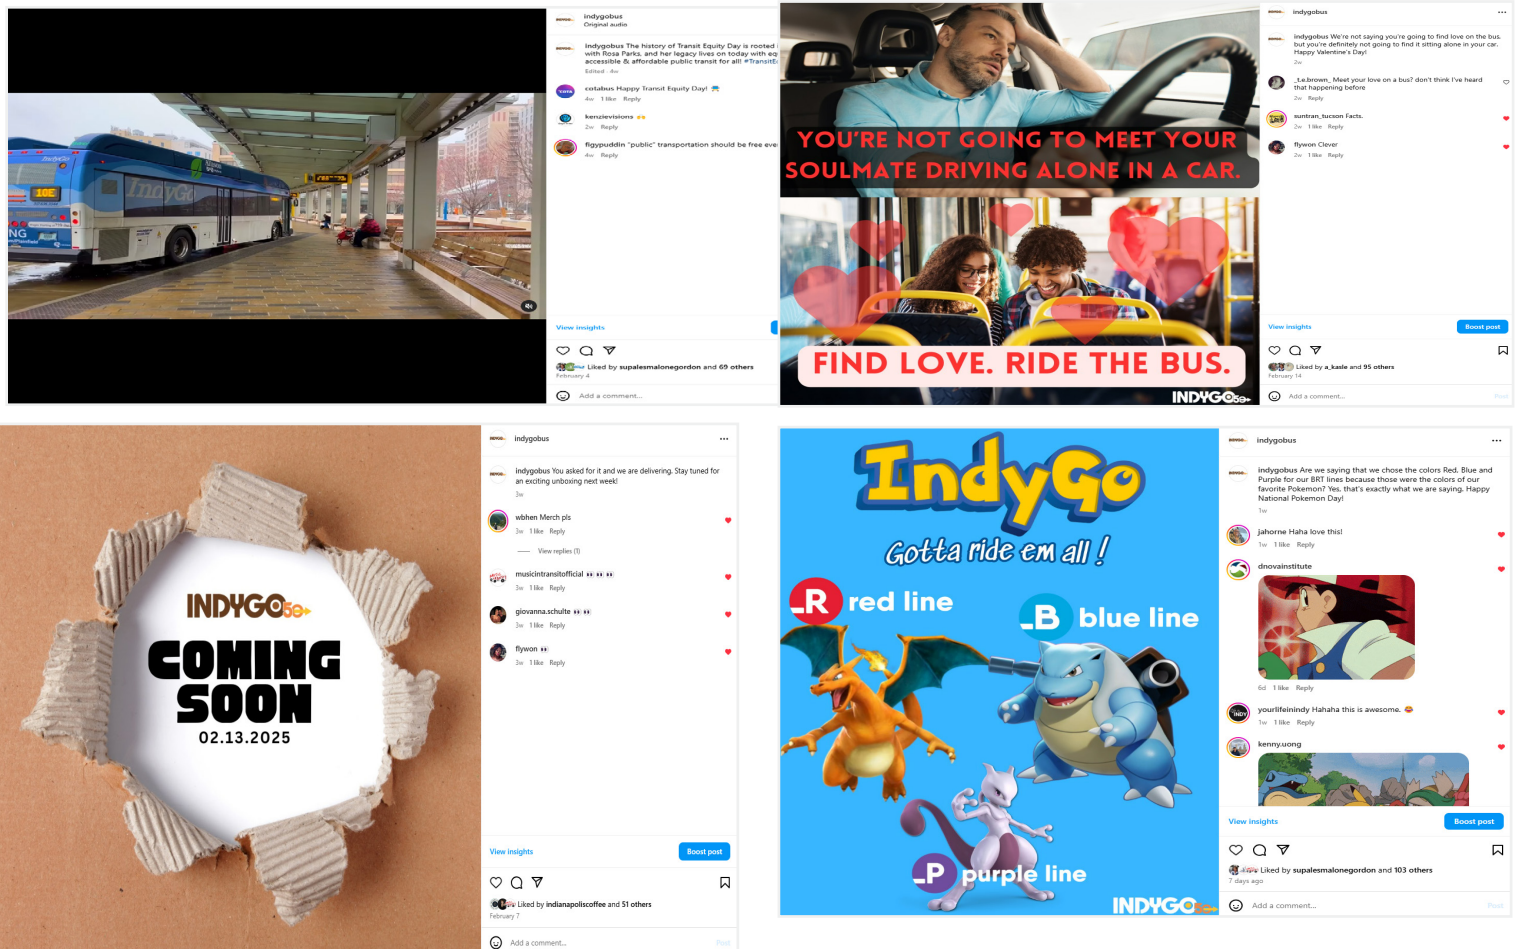 indygobus
Original audio
indygobus The history of Transit Equity Day is rooted
with Rosa Parks, and her legacy lives on today with
accessible & affordable public transit for all!
Edited · 4w
cotabus Happy Transit Equity Day! 🚍
4w 1 like Reply
kenzievisions 🙌
2w Reply
figypuddin "public" transportation should be free
4w Reply
IndyGo
10E
View insights
Liked by supalesmalonegordon and 69 others
February 4
Add a comment...
YOU'RE NOT GOING TO MEET YOUR
SOULMATE DRIVING ALONE IN A CAR.
FIND LOVE. RIDE THE BUS.
INDYGO50
indygobus
indygobus We're not saying you're going to find love on the bus,
but you're definitely not going to find it sitting alone in your car.
Happy Valentine's Day!
2w
_t.e.brown_ Meet your love on a bus? don't think I've heard
that happening before
2w Reply
suntran_tucson Facts.
2w 1 like Reply
flywon Clever
2w 1 like Reply
View insights
Boost post
Liked by a_kasle and 95 others
February 14
Add a comment...
Post
INDYGO50
COMING
SOON
02.13.2025
indygobus
indygobus You asked for it and we are delivering. Stay tuned for
an exciting unboxing next week!
3w
wbhen Merch pls
3w 1 like Reply
View replies (1)
musicintransitofficial 👀 👀 👀
3w 1 like Reply
giovanna.schulte 👀 👀
3w 1 like Reply
flywon 👀
3w 1 like Reply
View insights
Boost post
Liked by indianapoliscoffee and 51 others
February 7
Add a comment...
Post
IndyGo
Gotta ride em all !
R red line
B blue line
P purple line
INDYGO50
indygobus
indygobus Are we saying that we chose the colors Red, Blue and
Purple for our BRT lines because those were the colors of our
favorite Pokemon? Yes, that's exactly what we are saying. Happy
National Pokemon Day!
1w
jahorne Haha love this!
1w 1 like Reply
dnovainstitute
6d 1 like Reply
yourlifeinindy Hahaha this is awesome. 😍
1w 1 like Reply
kenny.uong
View insights
Boost post
Liked by supalesmalonegordon and 103 others
7 days ago
Add a comment...
Post